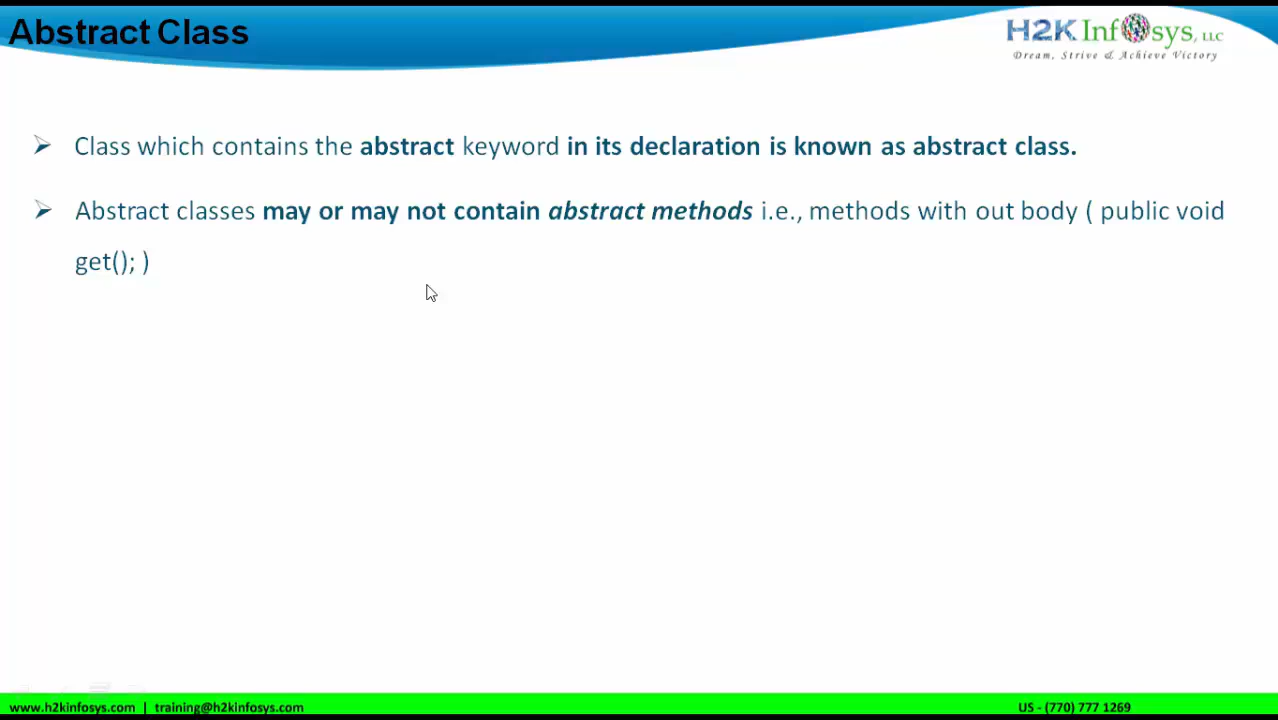 Abstract Class
H2K Infosys, LLC
Dream, Strive & Achieve Victory
Class which contains the abstract keyword in its declaration is known as abstract class.
Abstract classes may or may not contain abstract methods i.e., methods with out body ( public void
get(); )
www.h2kinfosys.com | training@h2kinfosys.com
US - (770) 777 1269